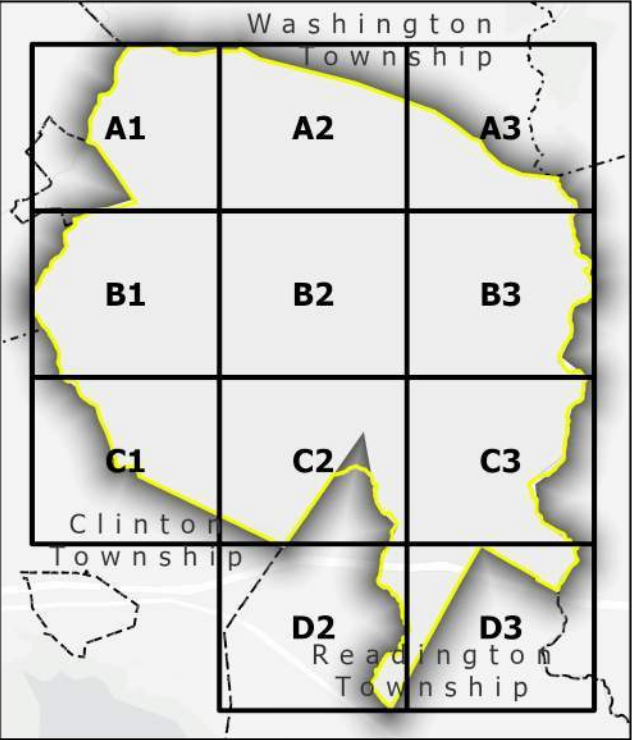 Washington
Township
A1
A2
A3
B1
B2
B3
C1
C2
C3
Clinton
Township
D2
D3
Readington
Township